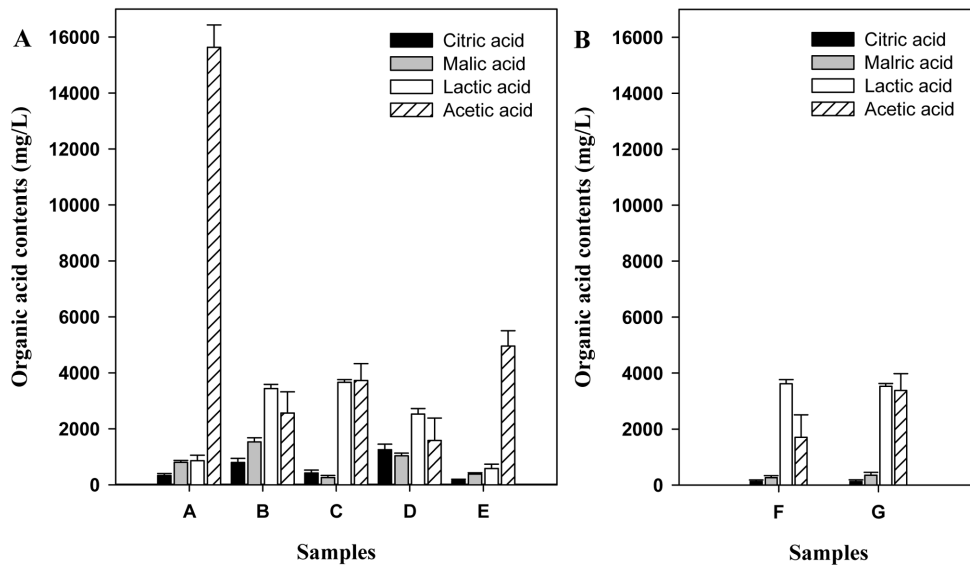 A
Organic acid contents (mg/L)
16000
14000
12000
10000
8000
6000
4000
2000
0
Citric acid
Malic acid
Lactic acid
Acetic acid
A B C D E
Samples
B
Organic acid contents (mg/L)
16000
14000
12000
10000
8000
6000
4000
2000
0
Citric acid
Malric acid
Lactic acid
Acetic acid
F G
Samples